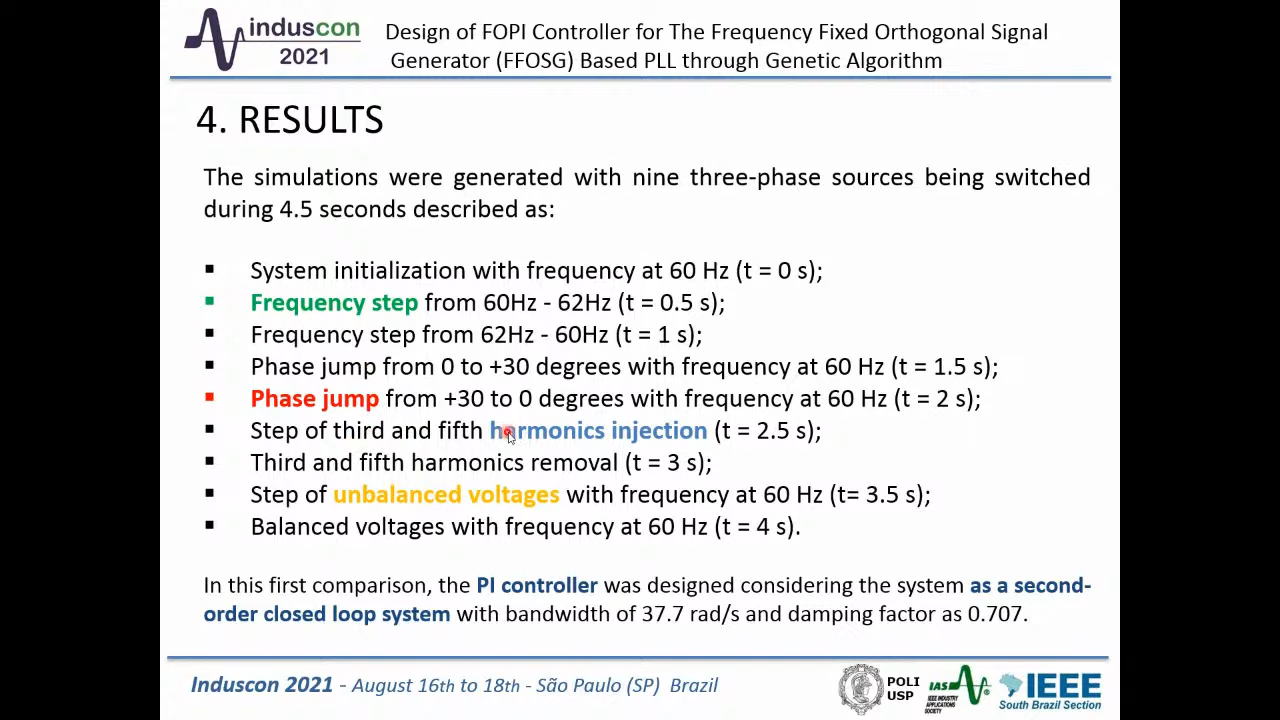 induscon
2021
Design of FOPI Controller for The Frequency Fixed Orthogonal Signal
Generator (FFOSG) Based PLL through Genetic Algorithm
4. RESULTS
The simulations were generated with nine three-phase sources being switched
during 4.5 seconds described as:
▪ System initialization with frequency at 60 Hz (t = 0 s);
▪ Frequency step from 60Hz - 62Hz (t = 0.5 s);
▪ Frequency step from 62Hz - 60Hz (t = 1 s);
▪ Phase jump from 0 to +30 degrees with frequency at 60 Hz (t = 1.5 s);
▪ Phase jump from +30 to 0 degrees with frequency at 60 Hz (t = 2 s);
▪ Step of third and fifth harmonics injection (t = 2.5 s);
▪ Third and fifth harmonics removal (t = 3 s);
▪ Step of unbalanced voltages with frequency at 60 Hz (t= 3.5 s);
▪ Balanced voltages with frequency at 60 Hz (t = 4 s).
In this first comparison, the PI controller was designed considering the system as a second-
order closed loop system with bandwidth of 37.7 rad/s and damping factor as 0.707.
Induscon 2021 - August 16th to 18th - São Paulo (SP) Brazil
POLI
USP
IAS
IEEE INDUSTRY
APPLICATIONS
SOCIETY
®
IEEE
South Brazil Section